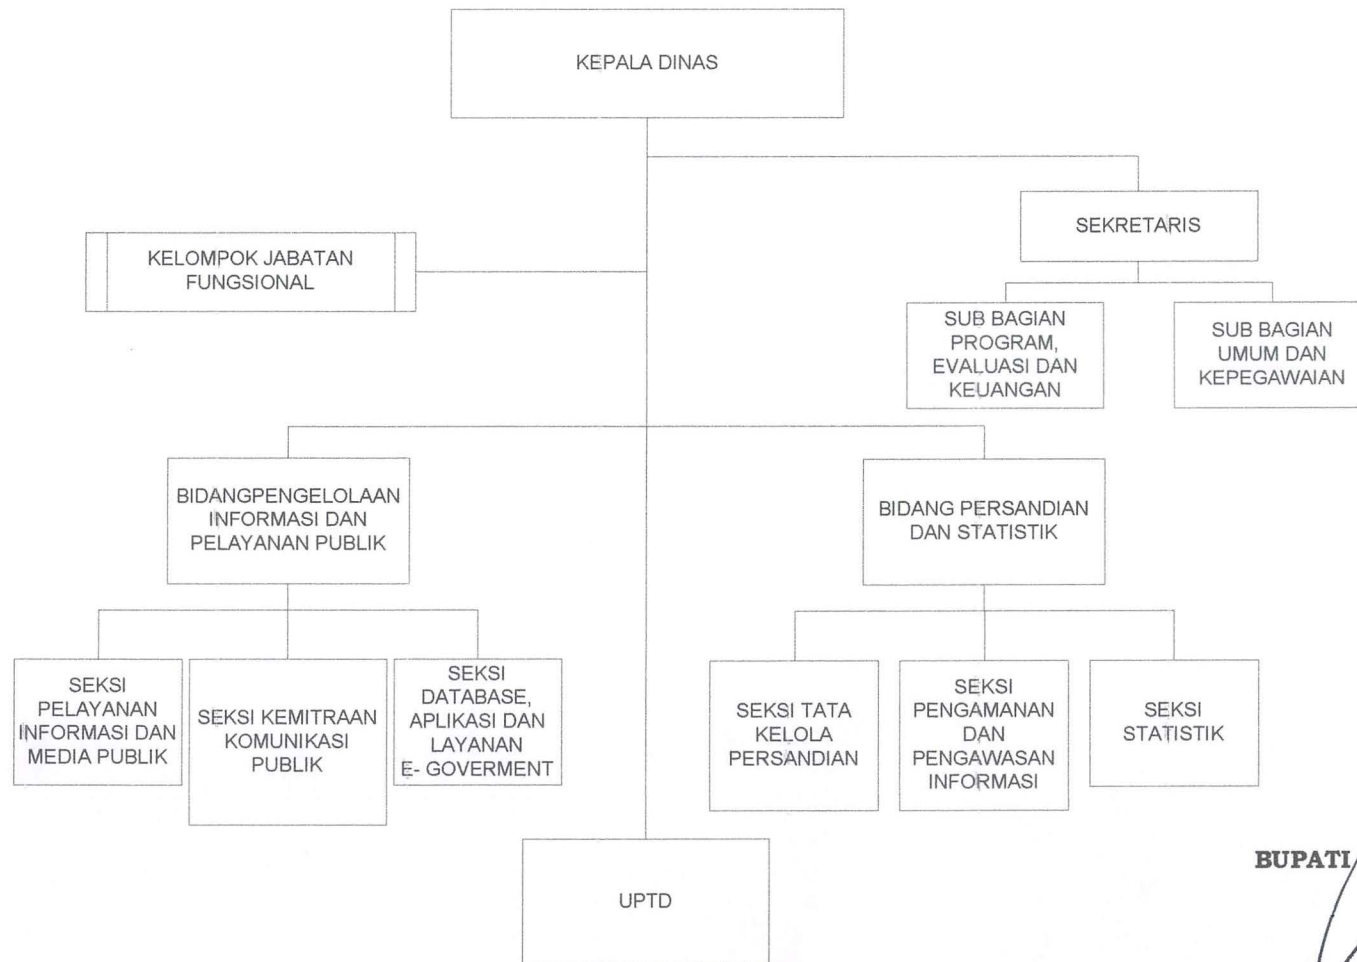 KEPALA DINAS
SEKRETARIS
KELOMPOK JABATAN
FUNGSIONAL
SUB BAGIAN
PROGRAM,
EVALUASI DAN
KEUANGAN
SUB BAGIAN
UMUM DAN
KEPEGAWAIAN
BIDANGPENGELOLAAN
INFORMASI DAN
PELAYANAN PUBLIK
BIDANG PERSANDIAN
DAN STATISTIK
SEKSI
PELAYANAN
INFORMASI DAN
MEDIA PUBLIK
SEKSI KEMITRAAN
KOMUNIKASI
PUBLIK
SEKSI
DATABASE,
APLIKASI DAN
LAYANAN
E- GOVERMENT
SEKSI TATA
KELOLA
PERSANDIAN
SEKSI
PENGAMANAN
DAN
PENGAWASAN
INFORMASI
SEKSI
STATISTIK
UPTD
BUPATI